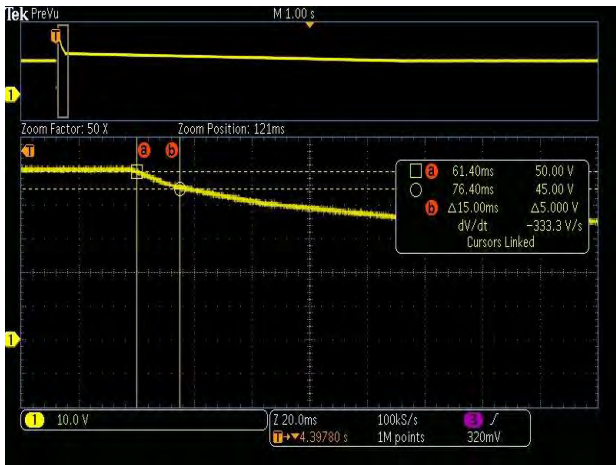 Tek PreVu M 1.00 s
T
1
Zoom Factor: 50 X Zoom Position: 121ms
T a b
a 61.40ms 50.00 V
76.40ms 45.00 V
b Δ15.00ms Δ5.000 V
dV/dt −333.3 V/s
Cursors Linked
1
1 10.0 V
Z 20.0ms 100kS/s 3
T→▼4.39780 s 1M points 320mV